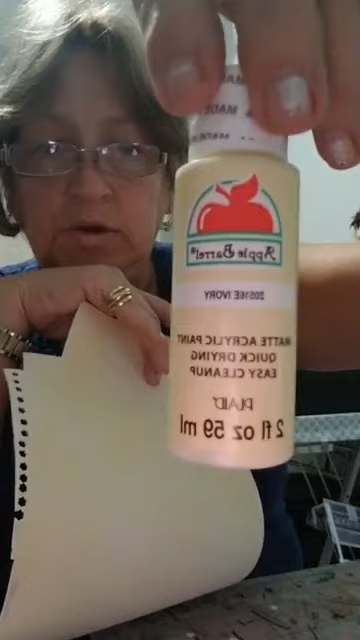 Apple Barrel®
20516E IVORY
MATTE ACRYLIC PAINT
QUICK DRYING
EASY CLEANUP
PLAID®
2 fl oz 59 ml